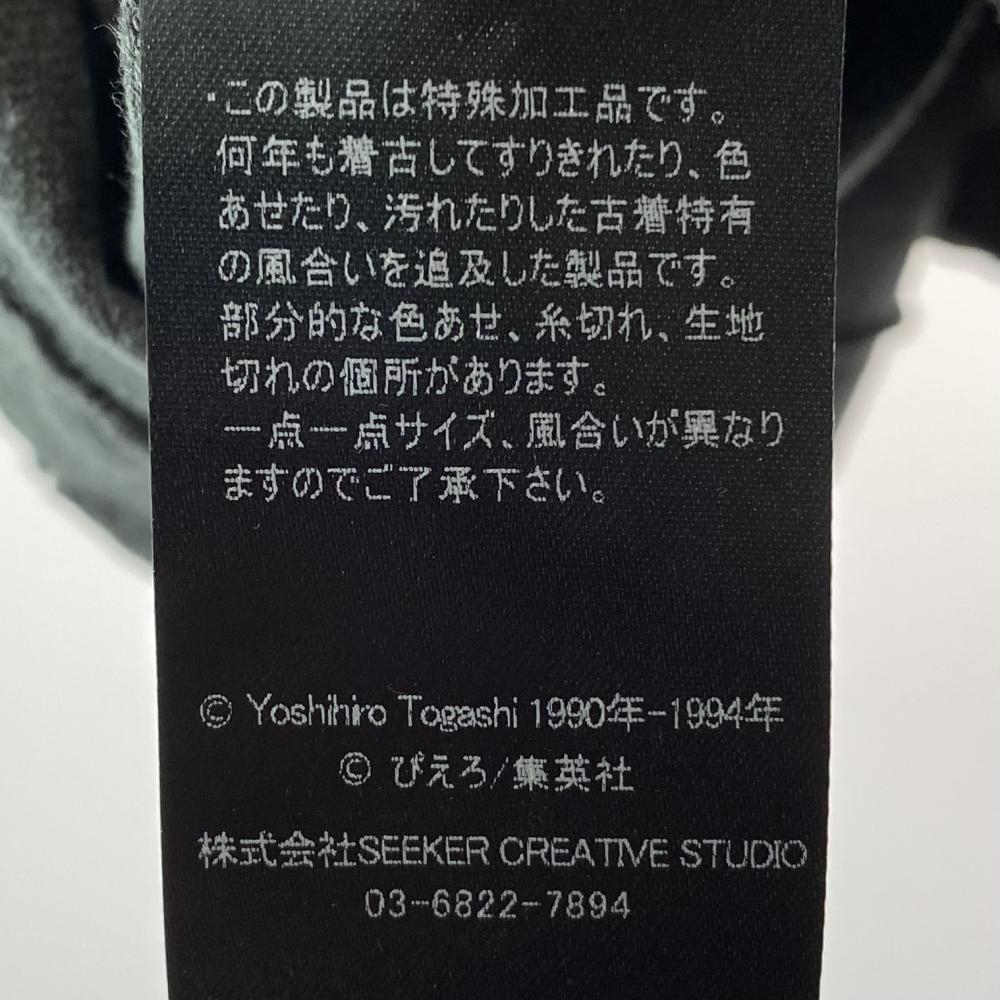 ・この製品は特殊加工品です。
何年も着古してすりきれたり、色
あせたり、汚れたりした古着特有
の風合いを追及した製品です。
部分的な色あせ、糸切れ、生地
切れの個所があります。
一点一点サイズ、風合いが異なり
ますのでご了承下さい。
© Yoshihiro Togashi 1990年-1994年
© ぴえろ/集英社
株式会社SEEKER CREATIVE STUDIO
03-6822-7894